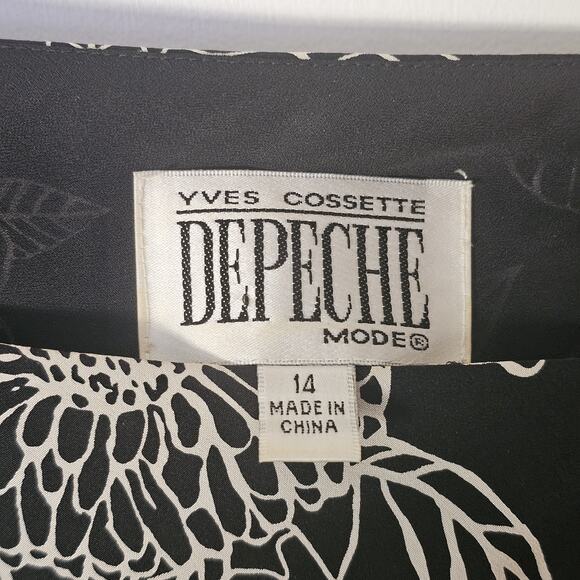 YVES COSSETTE
DEPECHE
MODE®
14
MADE IN
CHINA